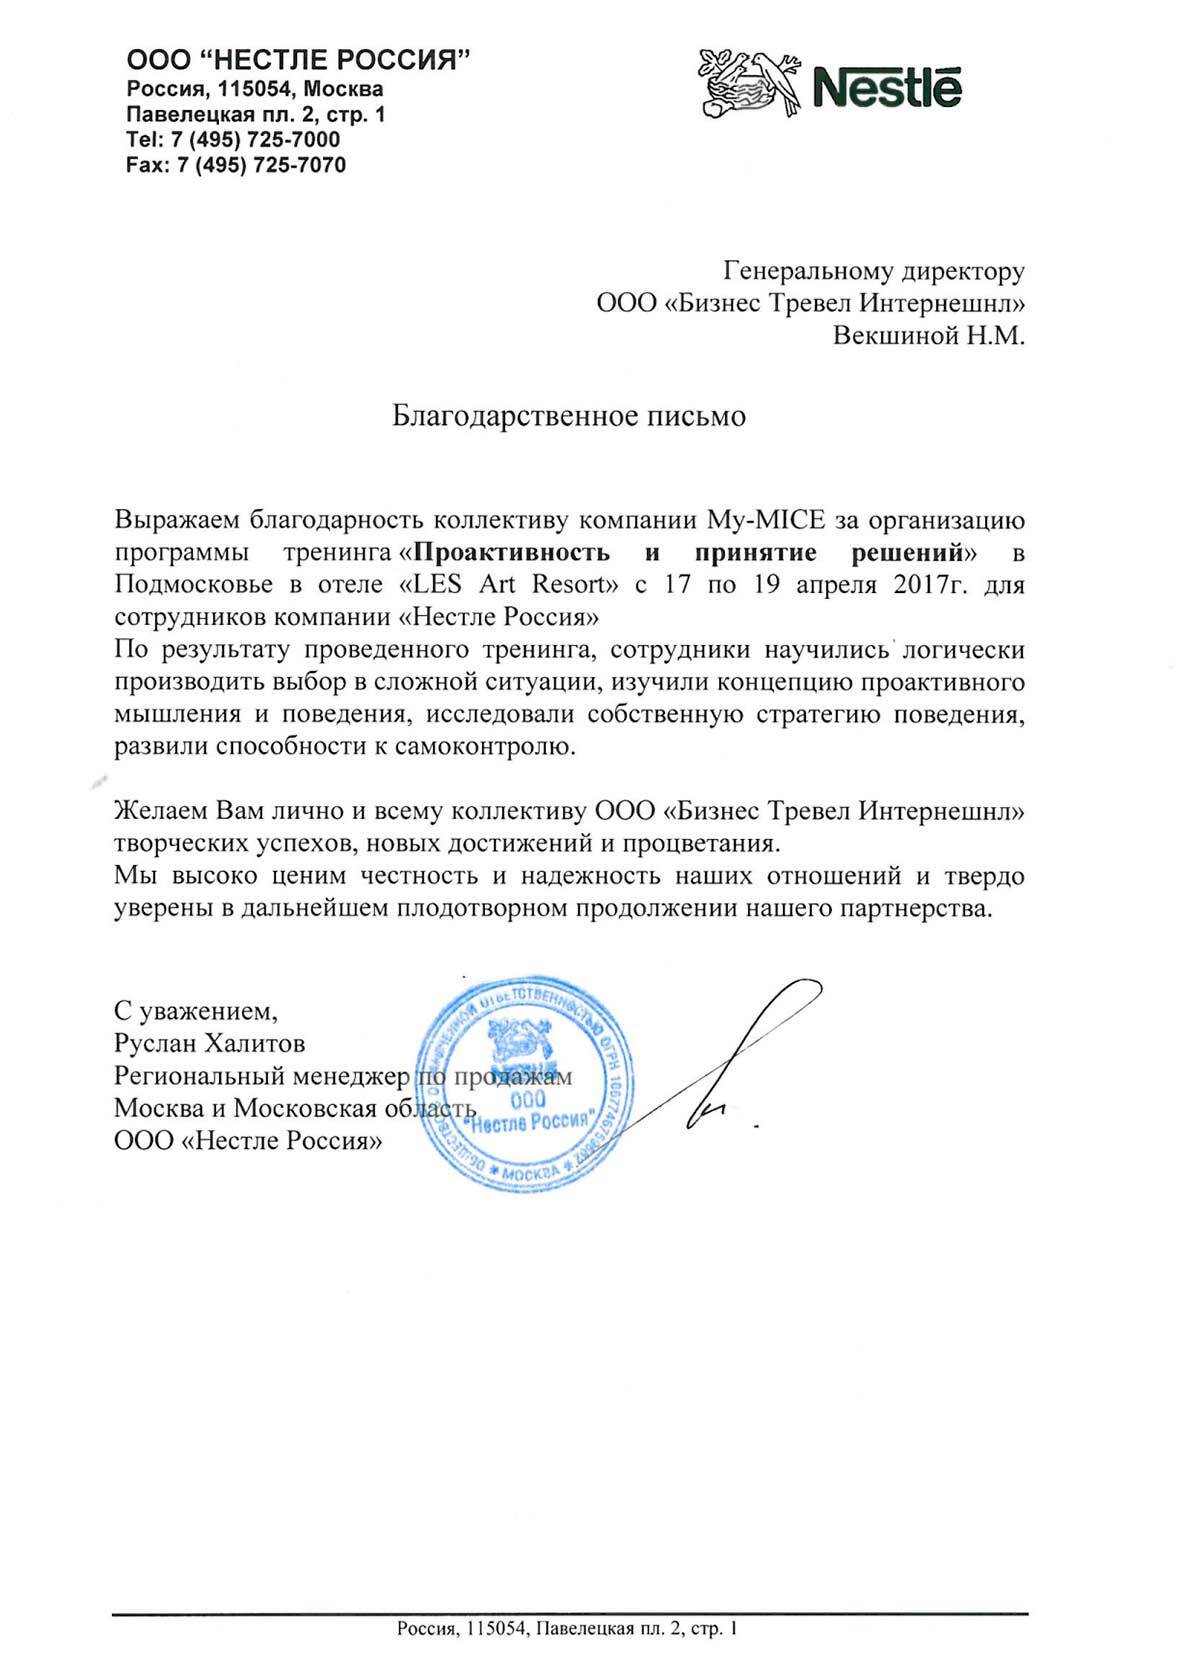 ООО “НЕСТЛЕ РОССИЯ”
Россия, 115054, Москва
Павелецкая пл. 2, стр. 1
Tel: 7 (495) 725-7000
Fax: 7 (495) 725-7070
Nestlé
Генеральному директору
ООО «Бизнес Тревел Интернешнл»
Векшиной Н.М.
Благодарственное письмо
Выражаем благодарность коллективу компании My-MICE за организацию
программы тренинга «Проактивность и принятие решений» в
Подмосковье в отеле «LES Art Resort» с 17 по 19 апреля 2017г. для
сотрудников компании «Нестле Россия»
По результату проведенного тренинга, сотрудники научились логически
производить выбор в сложной ситуации, изучили концепцию проактивного
мышления и поведения, исследовали собственную стратегию поведения,
развили способности к самоконтролю.
Желаем Вам лично и всему коллективу ООО «Бизнес Тревел Интернешнл»
творческих успехов, новых достижений и процветания.
Мы высоко ценим честность и надежность наших отношений и твердо
уверены в дальнейшем плодотворном продолжении нашего партнерства.
С уважением,
Руслан Халитов
Региональный менеджер по продажам
Москва и Московская область
ООО «Нестле Россия»
ОТВЕТСТВЕННОСТЬЮ ОГРН
Nestlé
ООО
"Нестле Россия"
МОСКВА
Россия, 115054, Павелецкая пл. 2, стр. 1